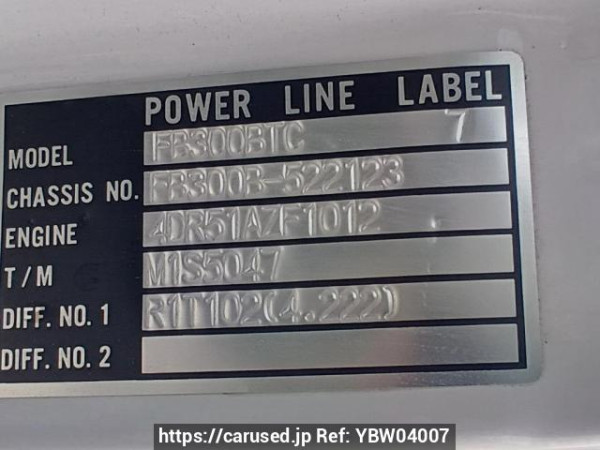 POWER LINE LABEL
MODEL FB300BTC 7
CHASSIS NO. FB300B-522123
ENGINE 4DR51AZF1012
T/M M1S5047
DIFF. NO. 1 R1T102(4.222)
DIFF. NO. 2
https://carused.jp Ref: YBW04007